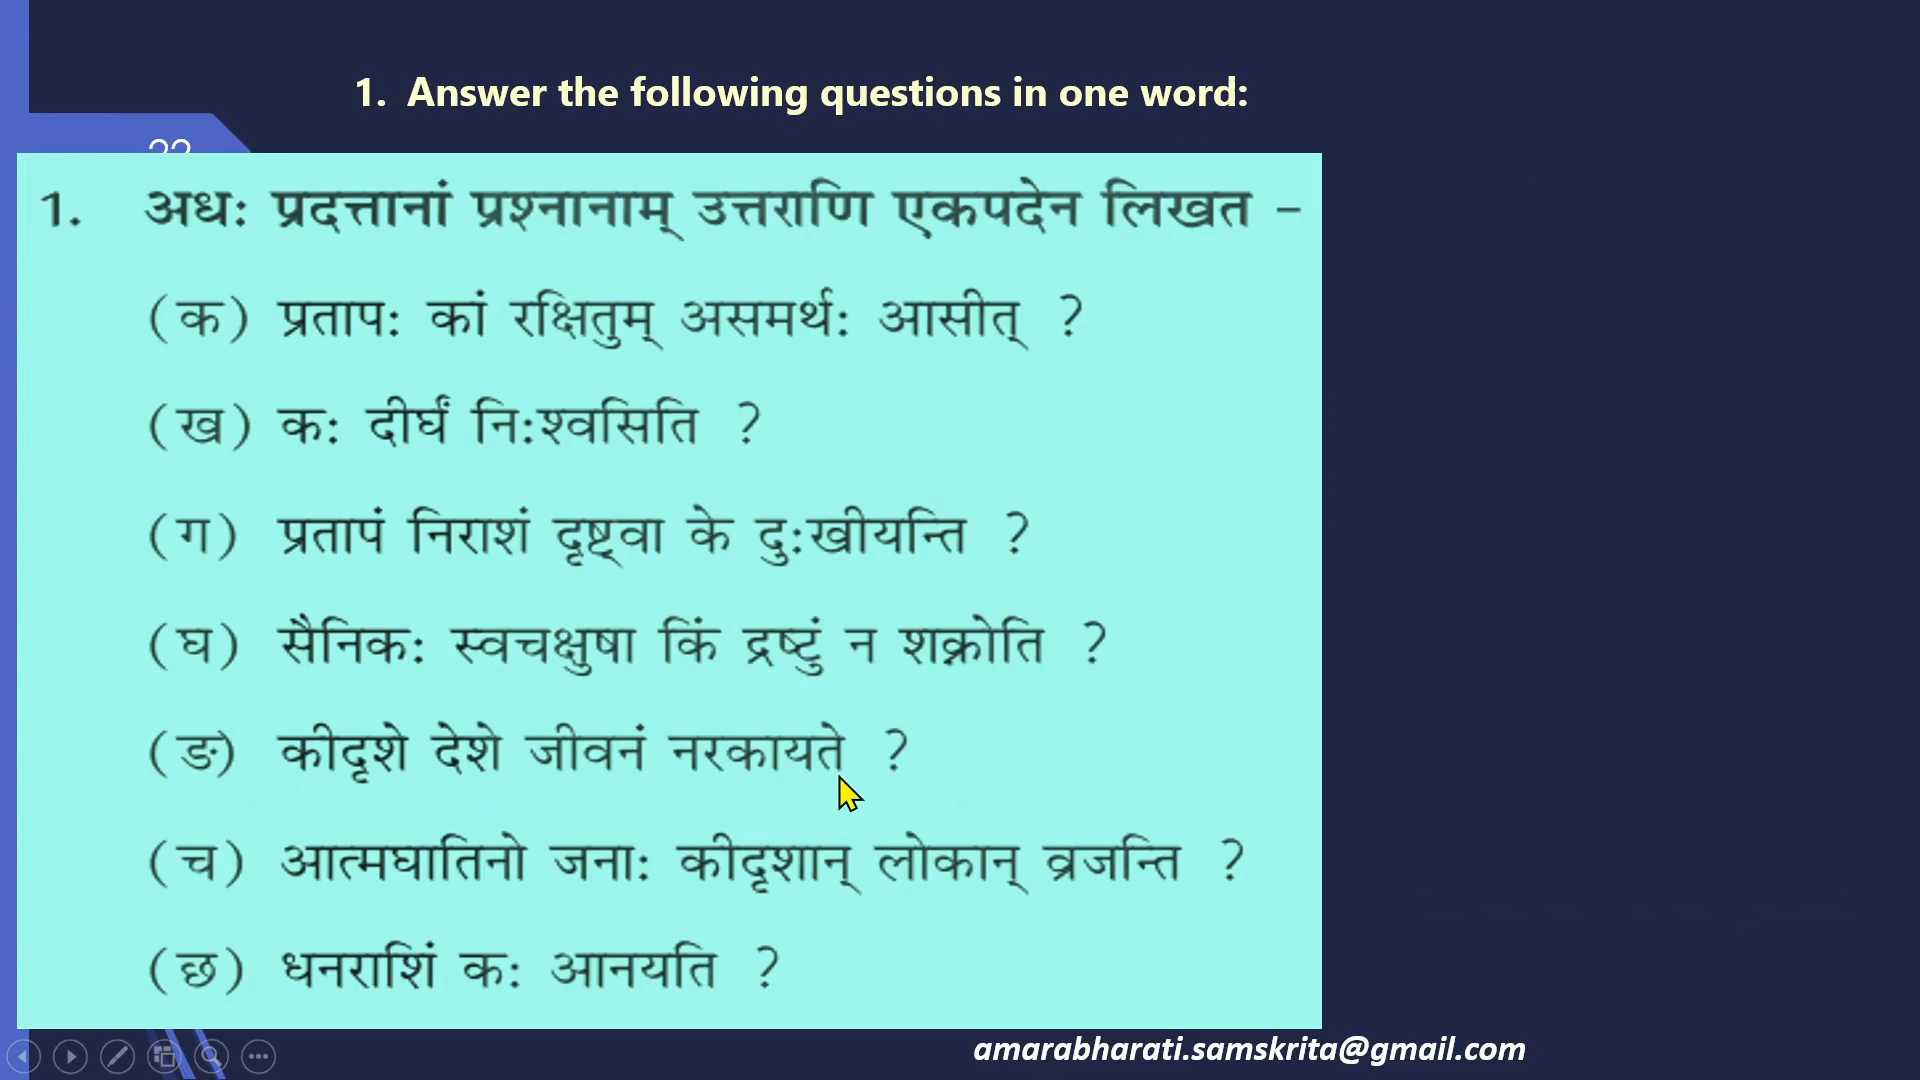 1. Answer the following questions in one word:
22
1. अधः प्रदत्तानां प्रश्नानाम् उत्तराणि एकपदेन लिखत –
(क) प्रतापः कां रक्षितुम् असमर्थः आसीत् ?
(ख) कः दीर्घं निःश्वसिति ?
(ग) प्रतापं निराशं दृष्ट्वा के दुःखीयन्ति ?
(घ) सैनिकः स्वचक्षुषा किं द्रष्टुं न शक्नोति ?
(ङ) कीदृशे देशे जीवनं नरकायते ?
(च) आत्मघातिनो जनाः कीदृशान् लोकान् व्रजन्ति ?
(छ) धनराशिं कः आनयति ?
amarabharati.samskrita@gmail.com